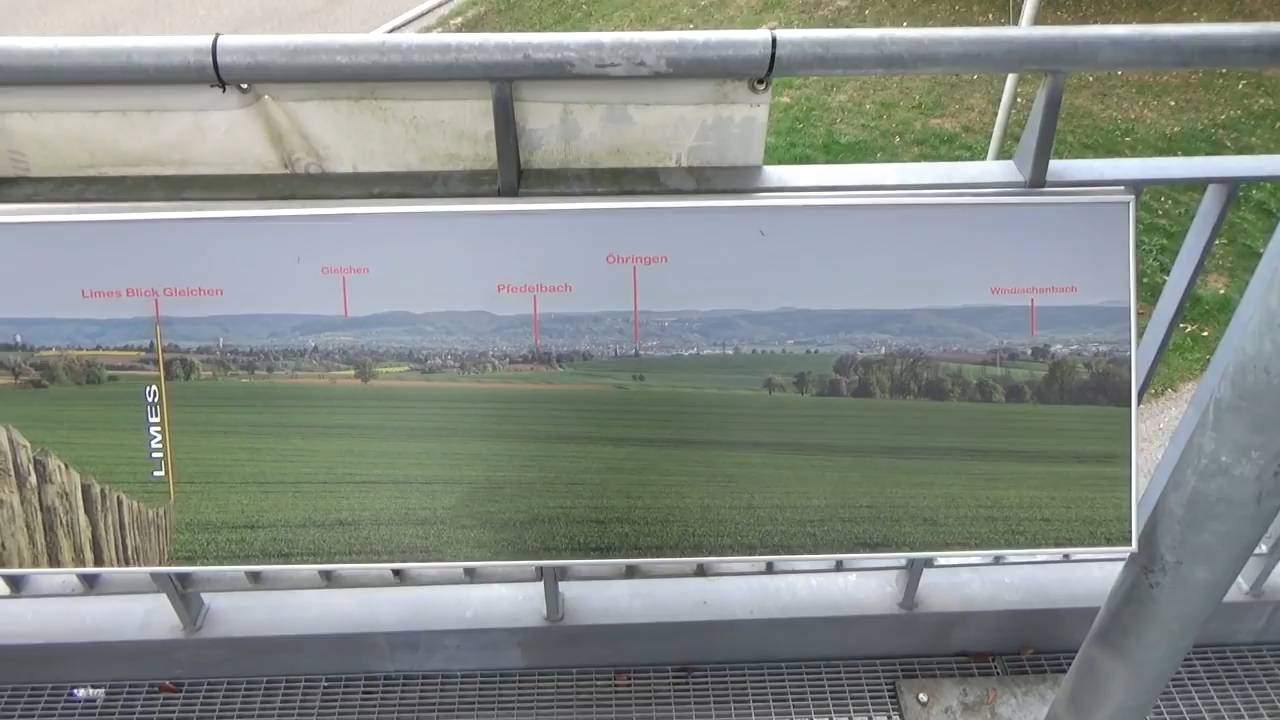 Limes Blick Gleichen
Gleichen
Pfedelbach
Öhringen
Windischenbach
LIMES